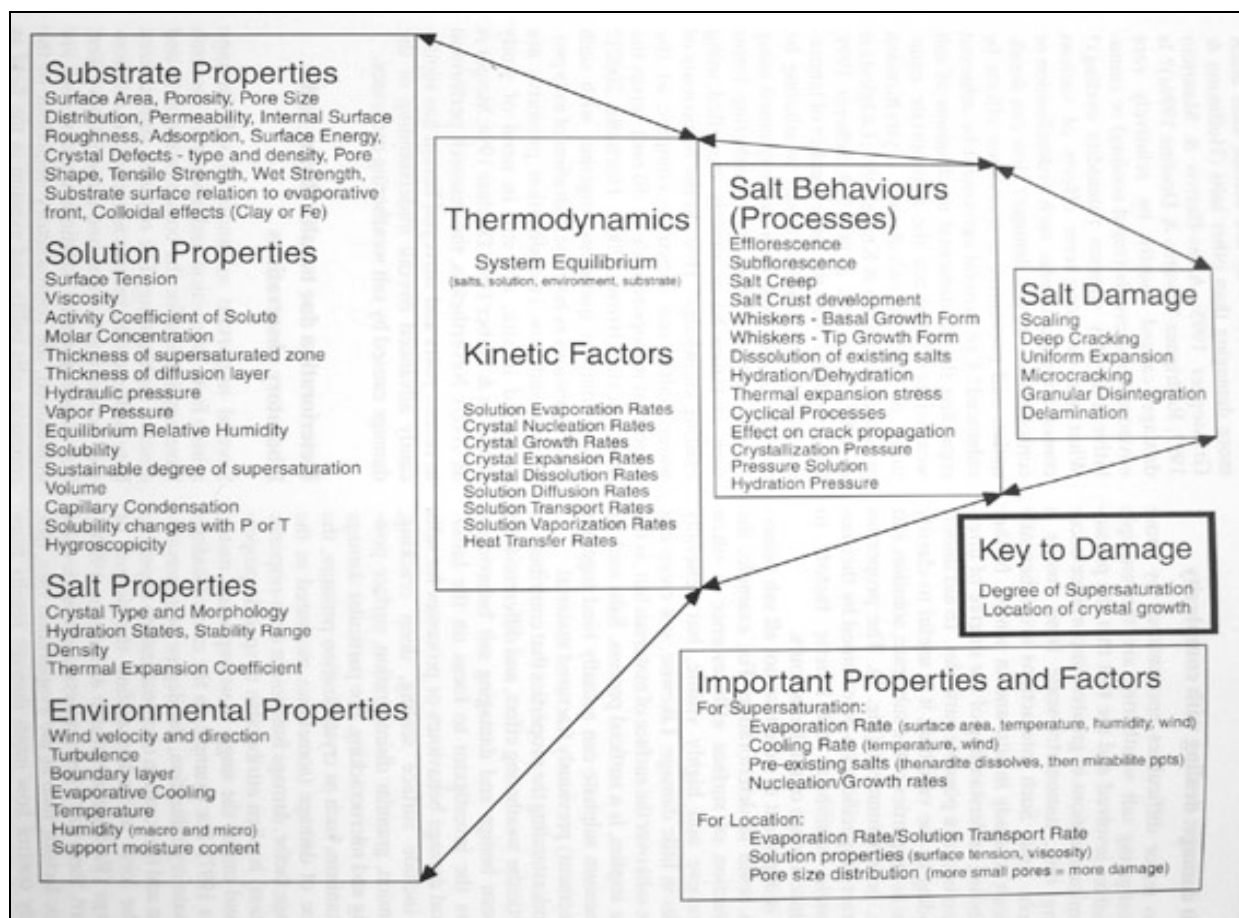 Substrate Properties
Surface Area, Porosity, Pore Size
Distribution, Permeability, Internal Surface
Roughness, Adsorption, Surface Energy,
Crystal Defects - type and density, Pore
Shape, Tensile Strength, Wet Strength,
Substrate surface relation to evaporative
front, Colloidal effects (Clay or Fe)
Solution Properties
Surface Tension
Viscosity
Activity Coefficient of Solute
Molar Concentration
Thickness of supersaturated zone
Thickness of diffusion layer
Hydraulic pressure
Vapor Pressure
Equilibrium Relative Humidity
Solubility
Sustainable degree of supersaturation
Volume
Capillary Condensation
Solubility changes with P or T
Hygroscopicity
Salt Properties
Crystal Type and Morphology
Hydration States, Stability Range
Density
Thermal Expansion Coefficient
Environmental Properties
Wind velocity and direction
Turbulence
Boundary layer
Evaporative Cooling
Temperature
Humidity (macro and micro)
Support moisture content
Thermodynamics
System Equilibrium
(salts, solution, environment, substrate)
Kinetic Factors
Solution Evaporation Rates
Crystal Nucleation Rates
Crystal Growth Rates
Crystal Expansion Rates
Crystal Dissolution Rates
Solution Diffusion Rates
Solution Transport Rates
Solution Vaporization Rates
Heat Transfer Rates
Salt Behaviours
(Processes)
Efflorescence
Subflorescence
Salt Creep
Salt Crust development
Whiskers - Basal Growth Form
Whiskers - Tip Growth Form
Dissolution of existing salts
Hydration/Dehydration
Thermal expansion stress
Cyclical Processes
Effect on crack propagation
Crystallization Pressure
Pressure Solution
Hydration Pressure
Salt Damage
Scaling
Deep Cracking
Uniform Expansion
Microcracking
Granular Disintegration
Delamination
Key to Damage
Degree of Supersaturation
Location of crystal growth
Important Properties and Factors
For Supersaturation:
Evaporation Rate (surface area, temperature, humidity, wind)
Cooling Rate (temperature, wind)
Pre-existing salts (thenardite dissolves, then mirabilite ppts)
Nucleation/Growth rates
For Location:
Evaporation Rate/Solution Transport Rate
Solution properties (surface tension, viscosity)
Pore size distribution (more small pores = more damage)